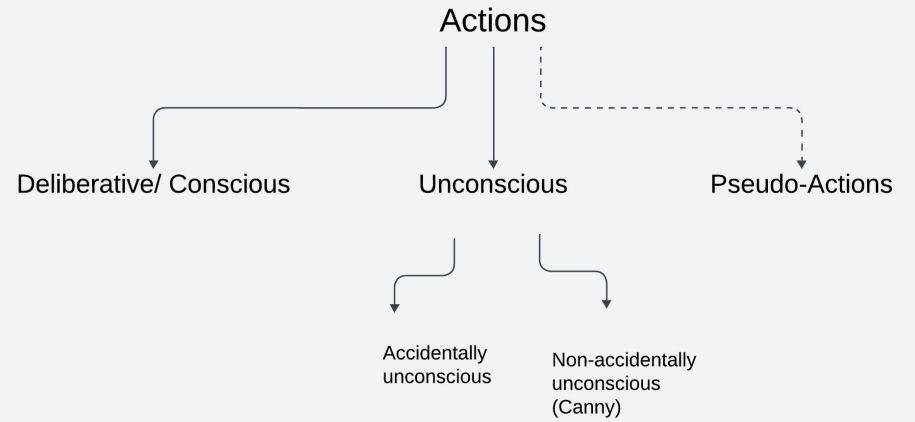 Actions
Deliberative/ Conscious
Unconscious
Pseudo-Actions
Accidentally
unconscious
Non-accidentally
unconscious
(Canny)